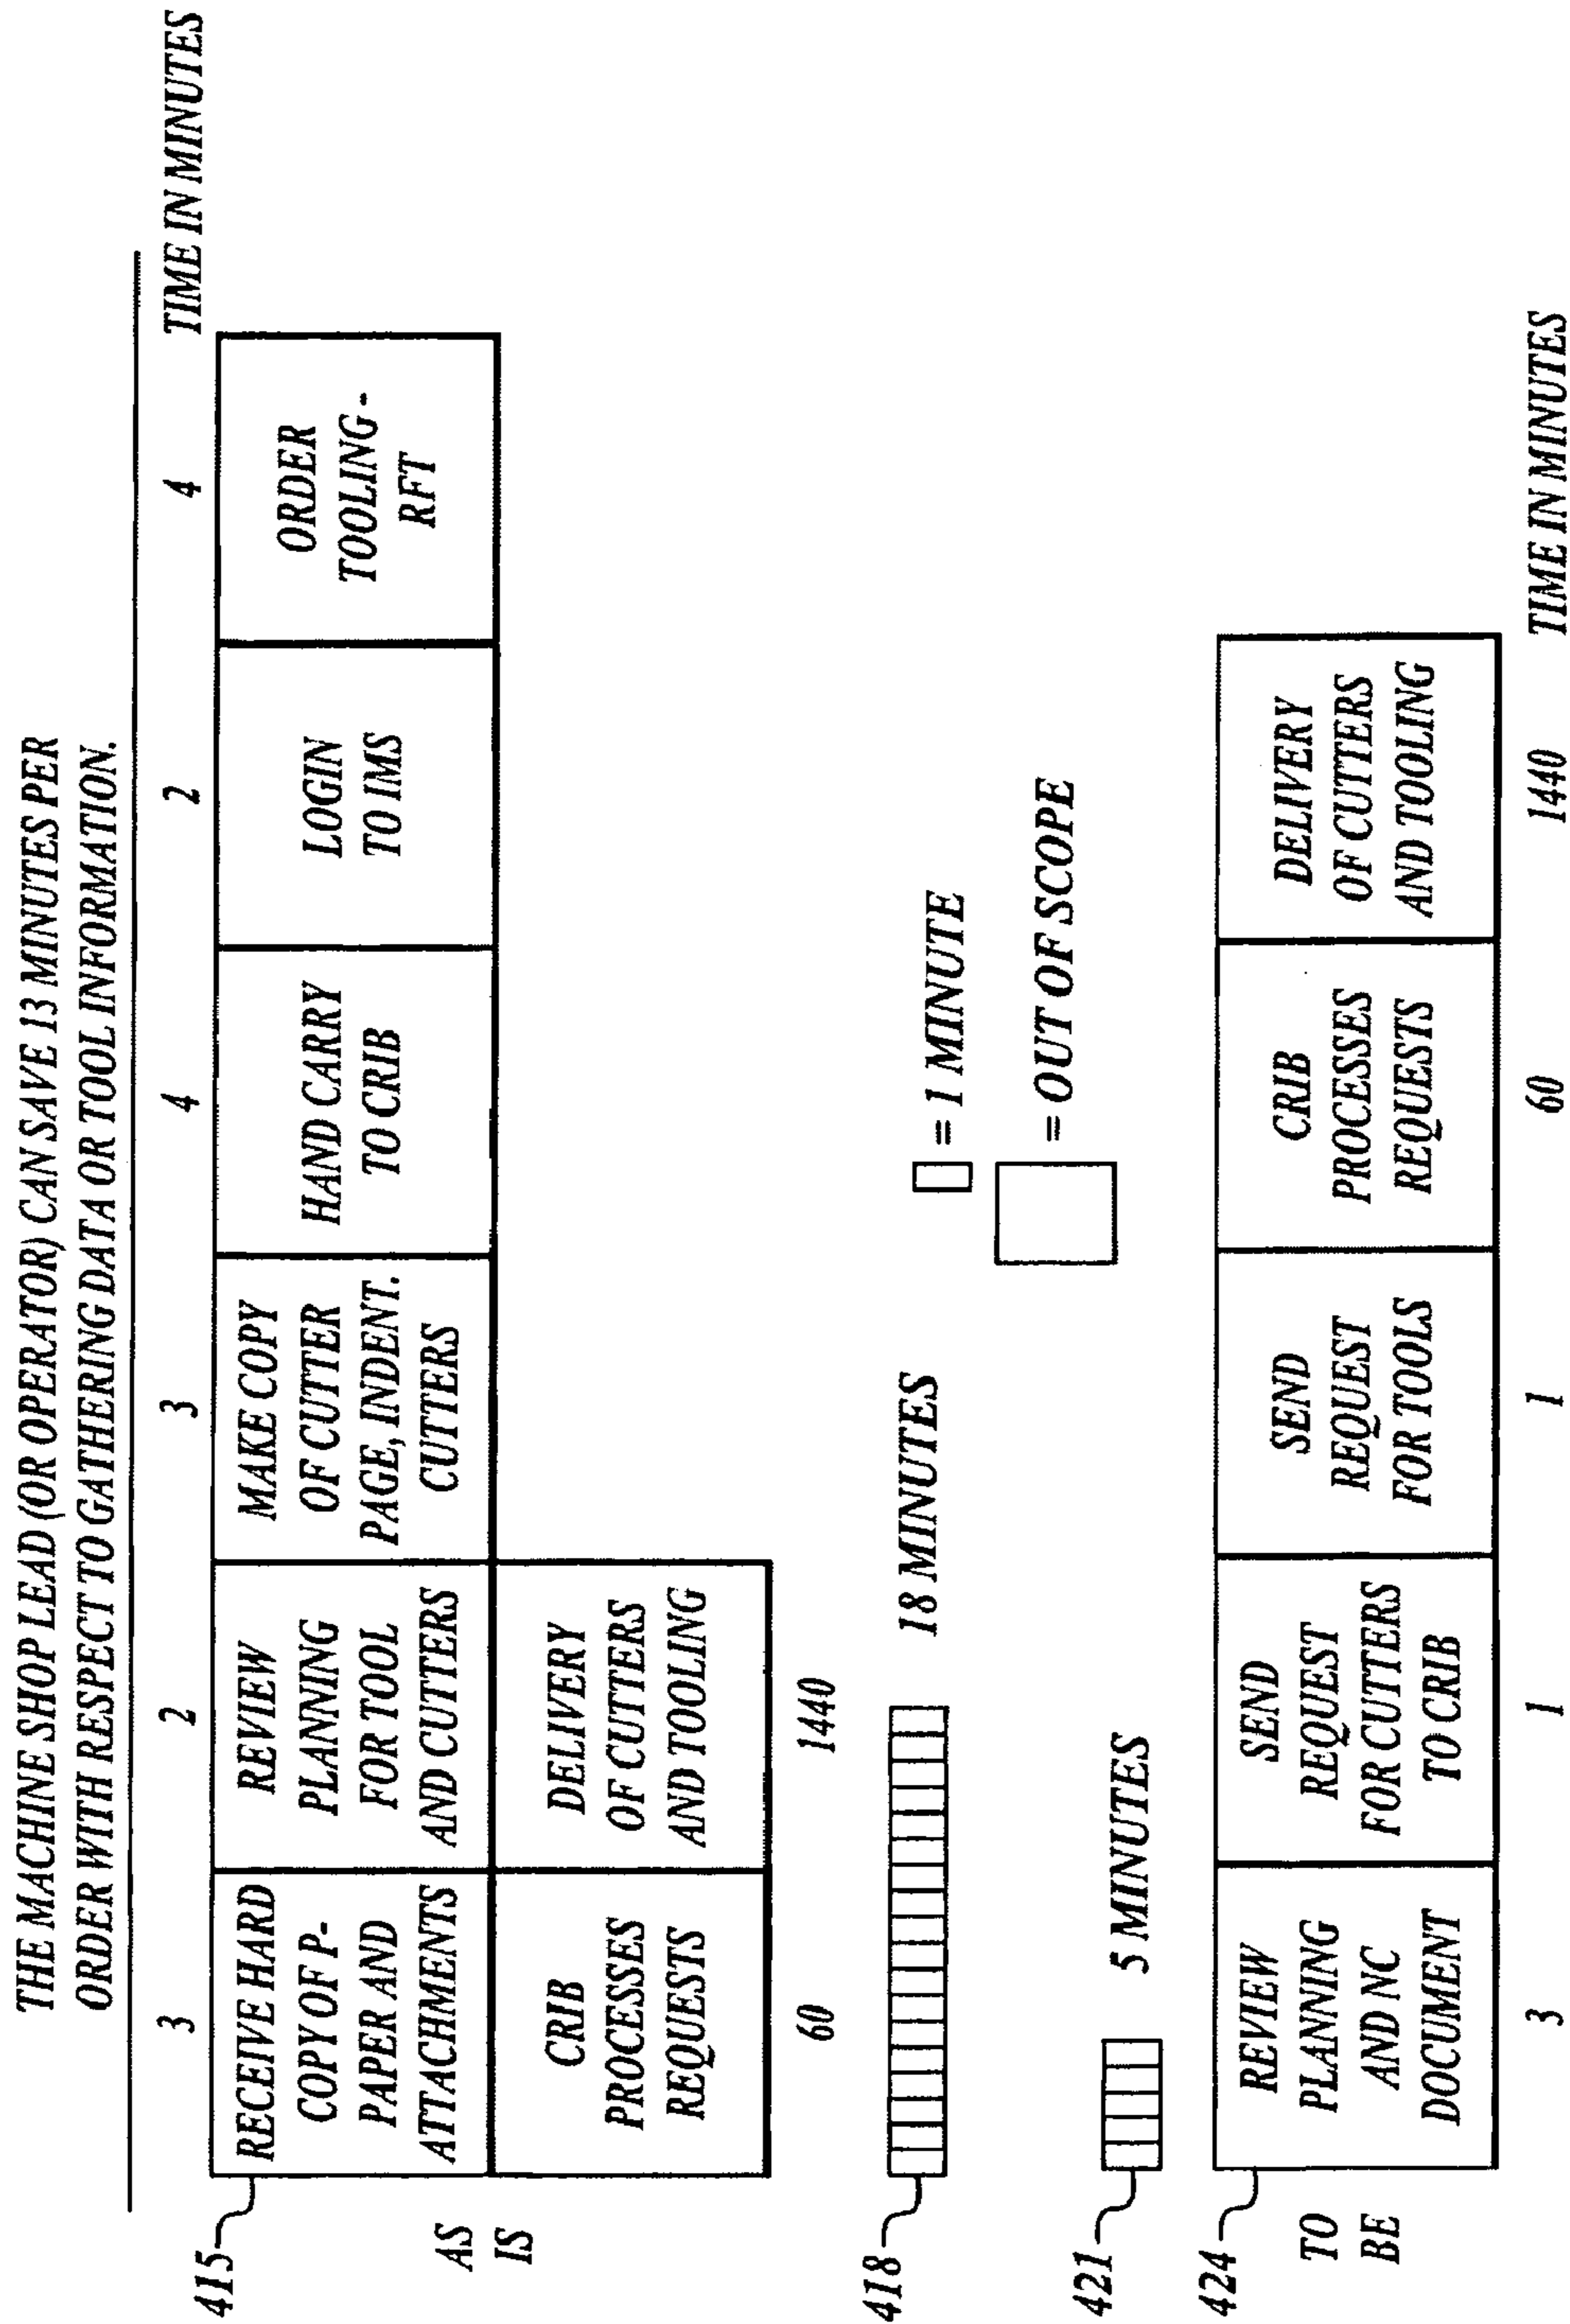 THE MACHINE SHOP LEAD (OR OPERATOR) CAN SAVE 13 MINUTES PER
ORDER WITH RESPECT TO GATHERING DATA OR TOOL INFORMATION.
3
2
3
4
2
4
TIME IN MINUTES
415
AS
IS
RECEIVE HARD
COPY OF P-
PAPER AND
ATTACHMENTS
REVIEW
PLANNING
FOR TOOL
AND CUTTERS
MAKE COPY
OF CUTTER
PAGE, INDENT.
CUTTERS
HAND CARRY
TO CRIB
LOGIN
TO IMS
ORDER
TOOLING -
RFT
CRIB
PROCESSES
REQUESTS
DELIVERY
OF CUTTERS
AND TOOLING
60
1440
418
18 MINUTES
= 1 MINUTE
= OUT OF SCOPE
421
5 MINUTES
424
TO
BE
REVIEW
PLANNING
AND NC
DOCUMENT
SEND
REQUEST
FOR CUTTERS
TO CRIB
SEND
REQUEST
FOR TOOLS
CRIB
PROCESSES
REQUESTS
DELIVERY
OF CUTTERS
AND TOOLING
3
1
1
60
1440
TIME IN MINUTES